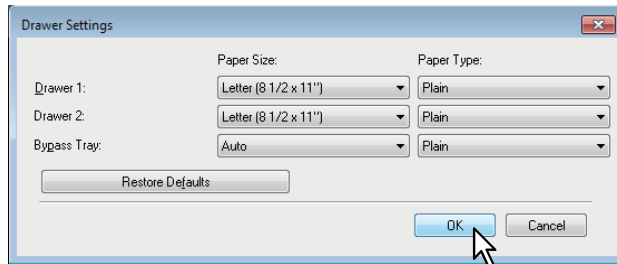 Drawer Settings
Paper Size: Paper Type:
Drawer 1: Letter (8 1/2 x 11") Plain
Drawer 2: Letter (8 1/2 x 11") Plain
Bypass Tray: Auto Plain
Restore Defaults
OK Cancel